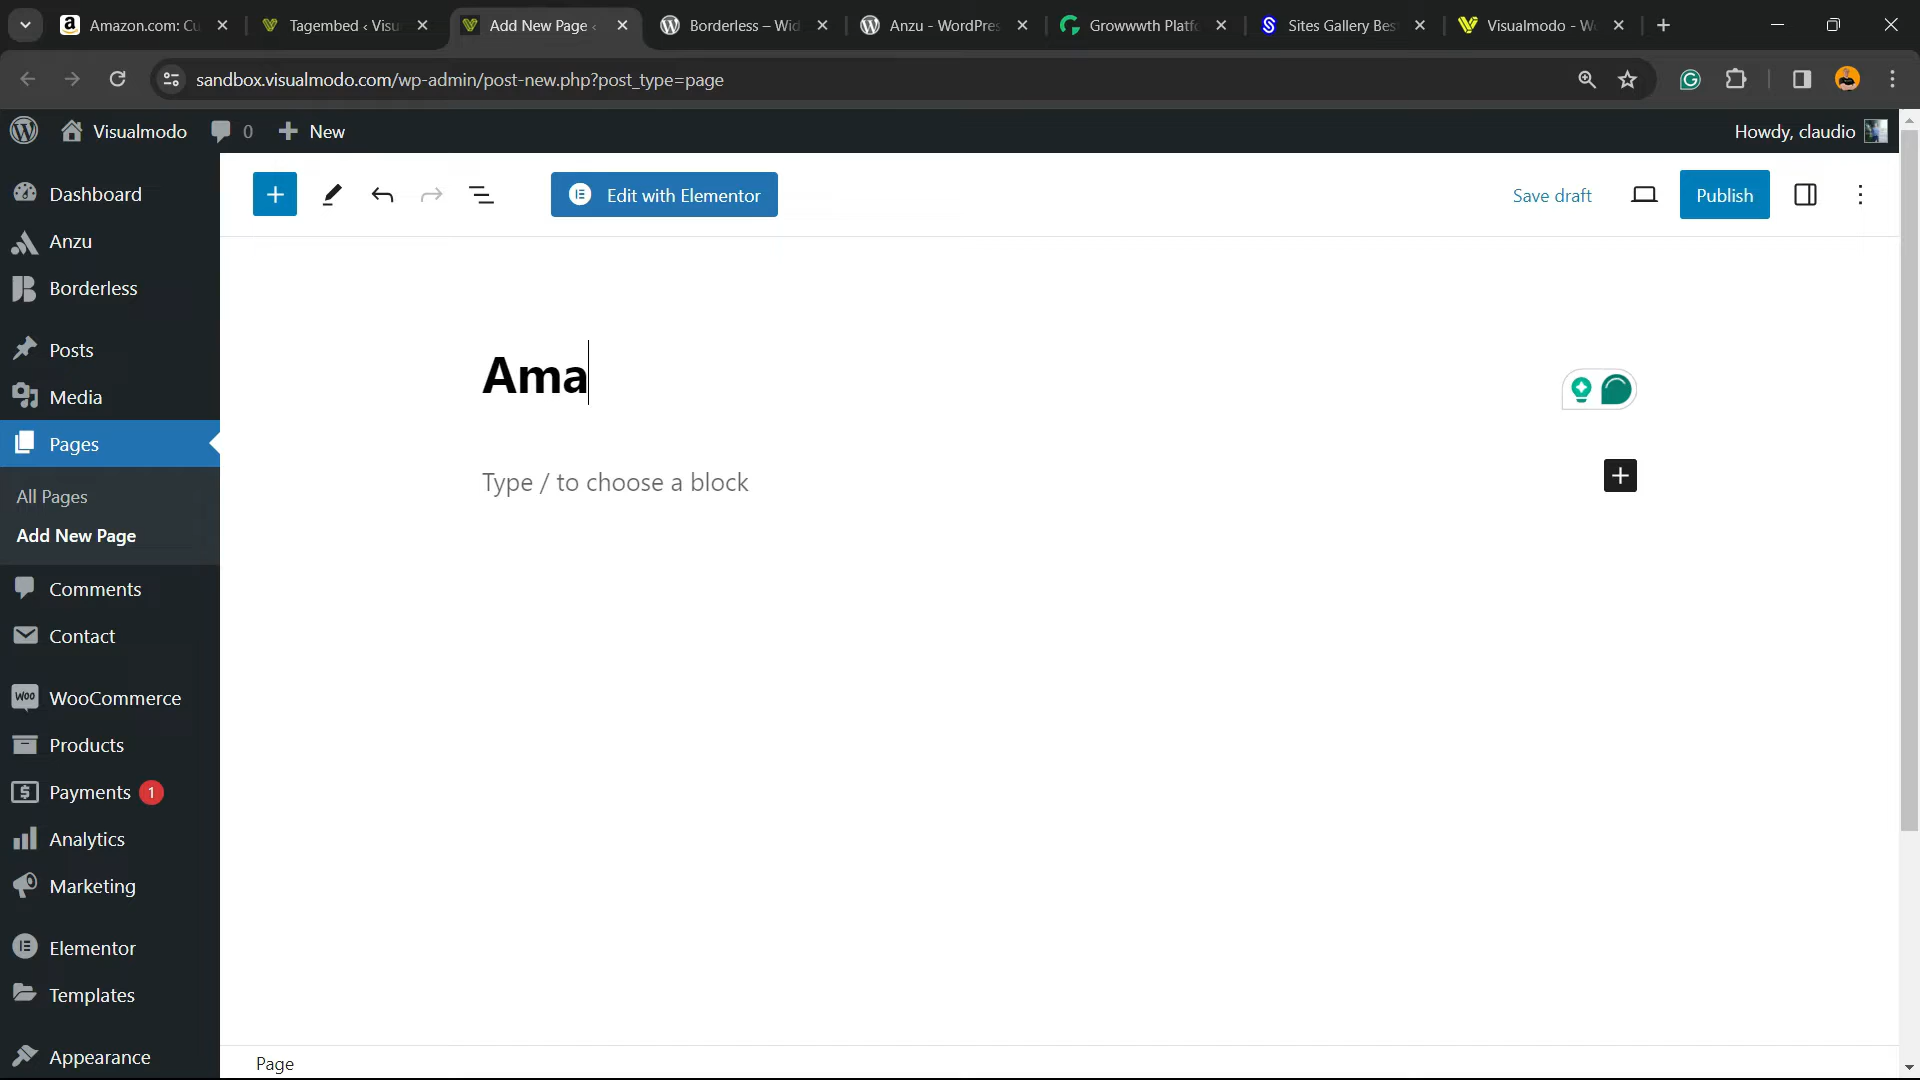 Amazon.com: Cu
Tagembed ‹ Visu
Add New Page ‹
Borderless – Wid
Anzu - WordPres
Growwwth Platf
Sites Gallery Bes
Visualmodo - W
sandbox.visualmodo.com/wp-admin/post-new.php?post_type=page
Visualmodo
0
New
Howdy, claudio
Dashboard
Anzu
Borderless
Posts
Media
Pages
All Pages
Add New Page
Comments
Contact
WooCommerce
Products
Payments 1
Analytics
Marketing
Elementor
Templates
Appearance
Edit with Elementor
Save draft
Publish
Ama
Type / to choose a block
Page